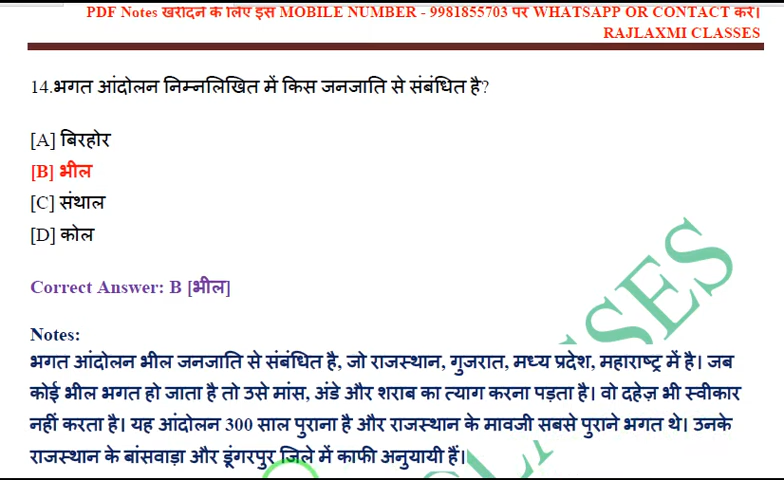 PDF Notes खरीदने के लिए इस MOBILE NUMBER - 9981855703 पर WHATSAPP OR CONTACT करें।
RAJLAXMI CLASSES
14.भगत आंदोलन निम्नलिखित में किस जनजाति से संबंधित है?
[A] बिरहोर
[B] भील
[C] संथाल
[D] कोल
Correct Answer: B [भील]
Notes:
भगत आंदोलन भील जनजाति से संबंधित है, जो राजस्थान, गुजरात, मध्य प्रदेश, महाराष्ट्र में है। जब
कोई भील भगत हो जाता है तो उसे मांस, अंडे और शराब का त्याग करना पड़ता है। वो दहेज़ भी स्वीकार
नहीं करता है। यह आंदोलन 300 साल पुराना है और राजस्थान के मावजी सबसे पुराने भगत थे। उनके
राजस्थान के बांसवाड़ा और डूंगरपुर जिले में काफी अनुयायी हैं।